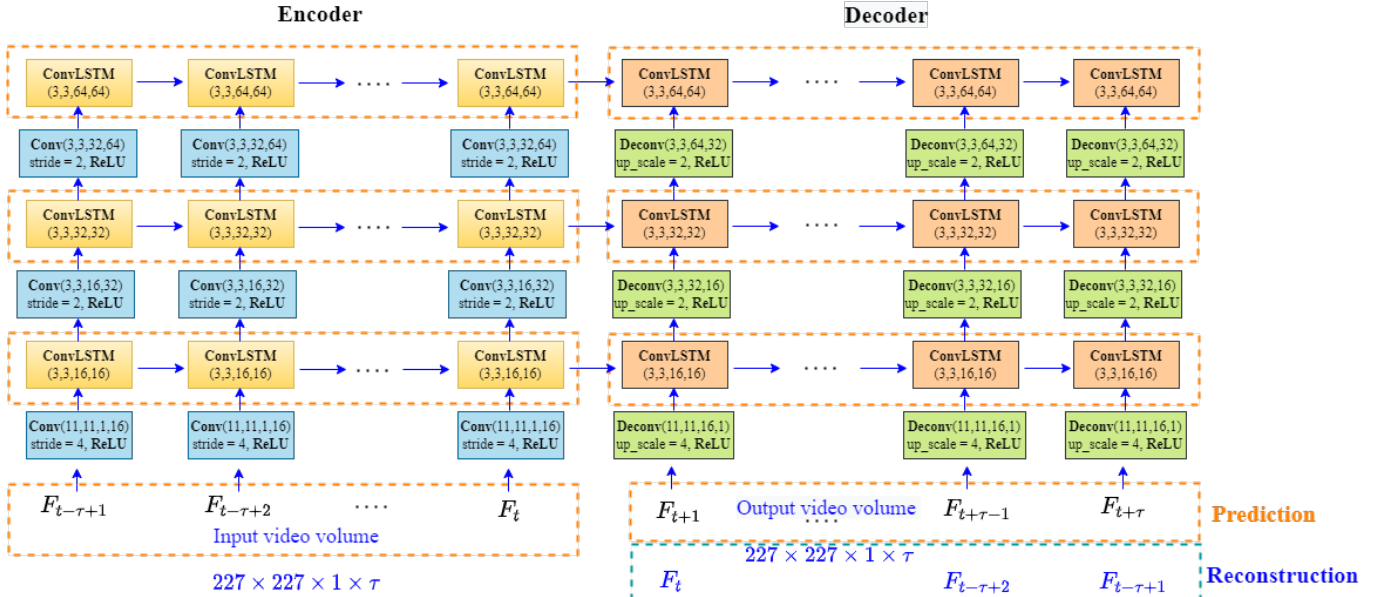 Encoder Decoder
ConvLSTM ConvLSTM ConvLSTM ConvLSTM ConvLSTM ConvLSTM
(3,3,64,64) (3,3,64,64) .... (3,3,64,64) (3,3,64,64) .... (3,3,64,64) (3,3,64,64)
Conv(3,3,32,64) Conv(3,3,32,64) Conv(3,3,32,64) Deconv(3,3,64,32) Deconv(3,3,64,32) Deconv(3,3,64,32)
stride = 2, ReLU stride = 2, ReLU stride = 2, ReLU up_scale = 2, ReLU up_scale = 2, ReLU up_scale = 2, ReLU
ConvLSTM ConvLSTM ConvLSTM ConvLSTM ConvLSTM ConvLSTM
(3,3,32,32) (3,3,32,32) .... (3,3,32,32) (3,3,32,32) .... (3,3,32,32) (3,3,32,32)
Conv(3,3,16,32) Conv(3,3,16,32) Conv(3,3,16,32) Deconv(3,3,32,16) Deconv(3,3,32,16) Deconv(3,3,32,16)
stride = 2, ReLU stride = 2, ReLU stride = 2, ReLU up_scale = 2, ReLU up_scale = 2, ReLU up_scale = 2, ReLU
ConvLSTM ConvLSTM ConvLSTM ConvLSTM ConvLSTM ConvLSTM
(3,3,16,16) (3,3,16,16) .... (3,3,16,16) (3,3,16,16) .... (3,3,16,16) (3,3,16,16)
Conv(11,11,1,16) Conv(11,11,1,16) Conv(11,11,1,16) Deconv(11,11,16,1) Deconv(11,11,16,1) Deconv(11,11,16,1)
stride = 4, ReLU stride = 4, ReLU stride = 4, ReLU up_scale = 4, ReLU up_scale = 4, ReLU up_scale = 4, ReLU
F_{t−τ+1} F_{t−τ+2} .... F_t F_{t+1} Output video volume .... F_{t+τ−1} F_{t+τ} Prediction
Input video volume
227 × 227 × 1 × τ 227 × 227 × 1 × τ
F_t F_{t−τ+2} F_{t−τ+1} Reconstruction